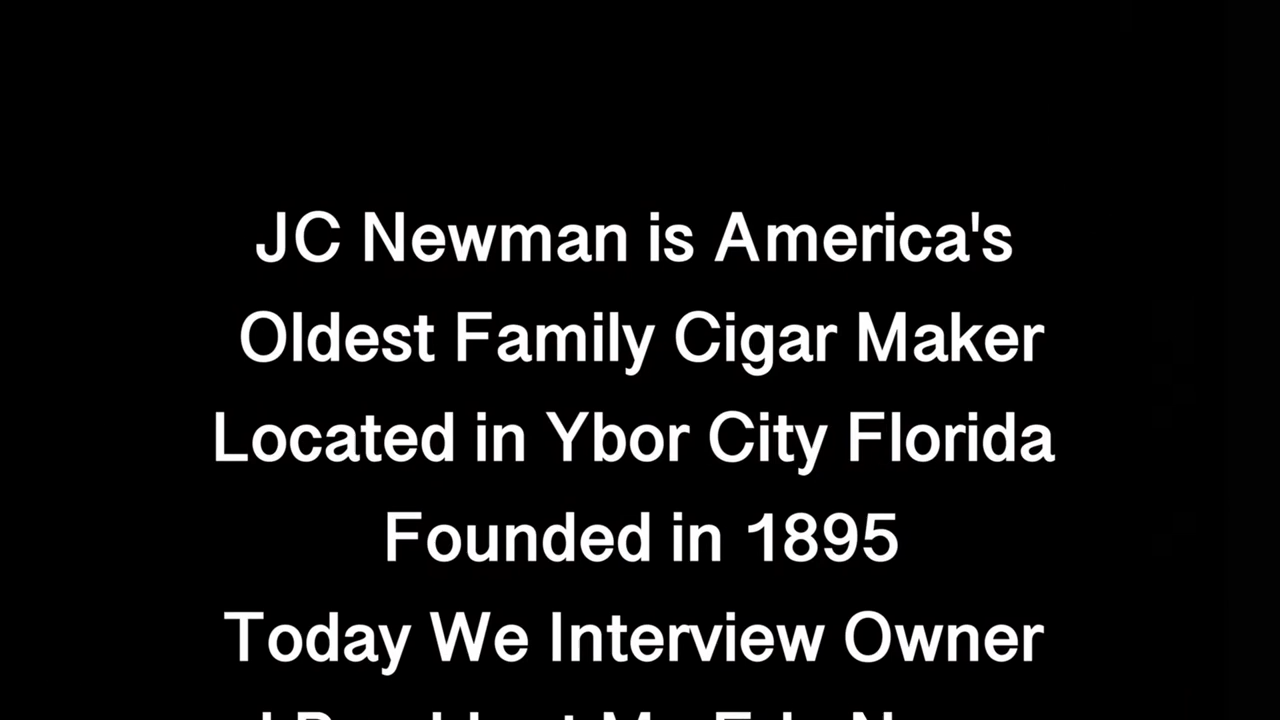 JC Newman is America's
Oldest Family Cigar Maker
Located in Ybor City Florida
Founded in 1895
Today We Interview Owner